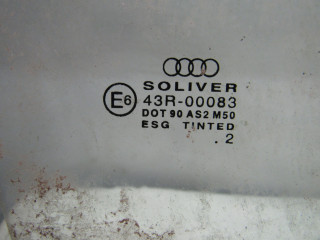 SOLIVER
E6 43R-00083
DOT 90 AS2 M50
ESG TINTED
. 2